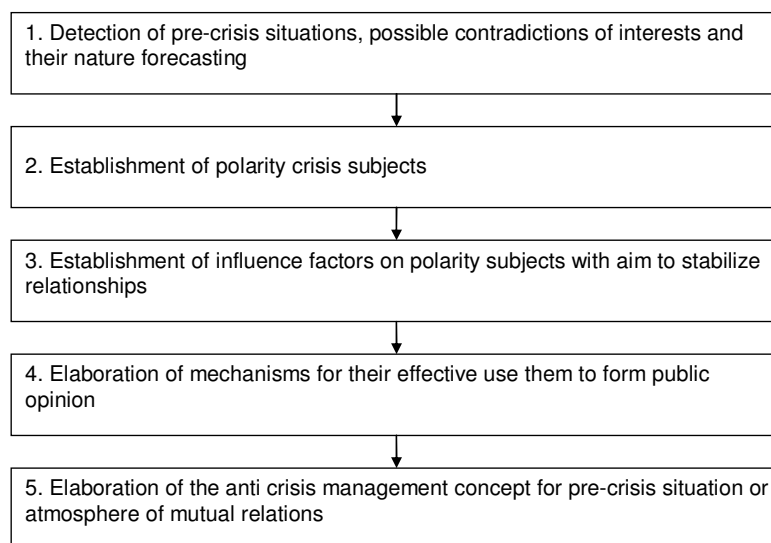 1. Detection of pre-crisis situations, possible contradictions of interests and
their nature forecasting
2. Establishment of polarity crisis subjects
3. Establishment of influence factors on polarity subjects with aim to stabilize
relationships
4. Elaboration of mechanisms for their effective use them to form public
opinion
5. Elaboration of the anti crisis management concept for pre-crisis situation or
atmosphere of mutual relations